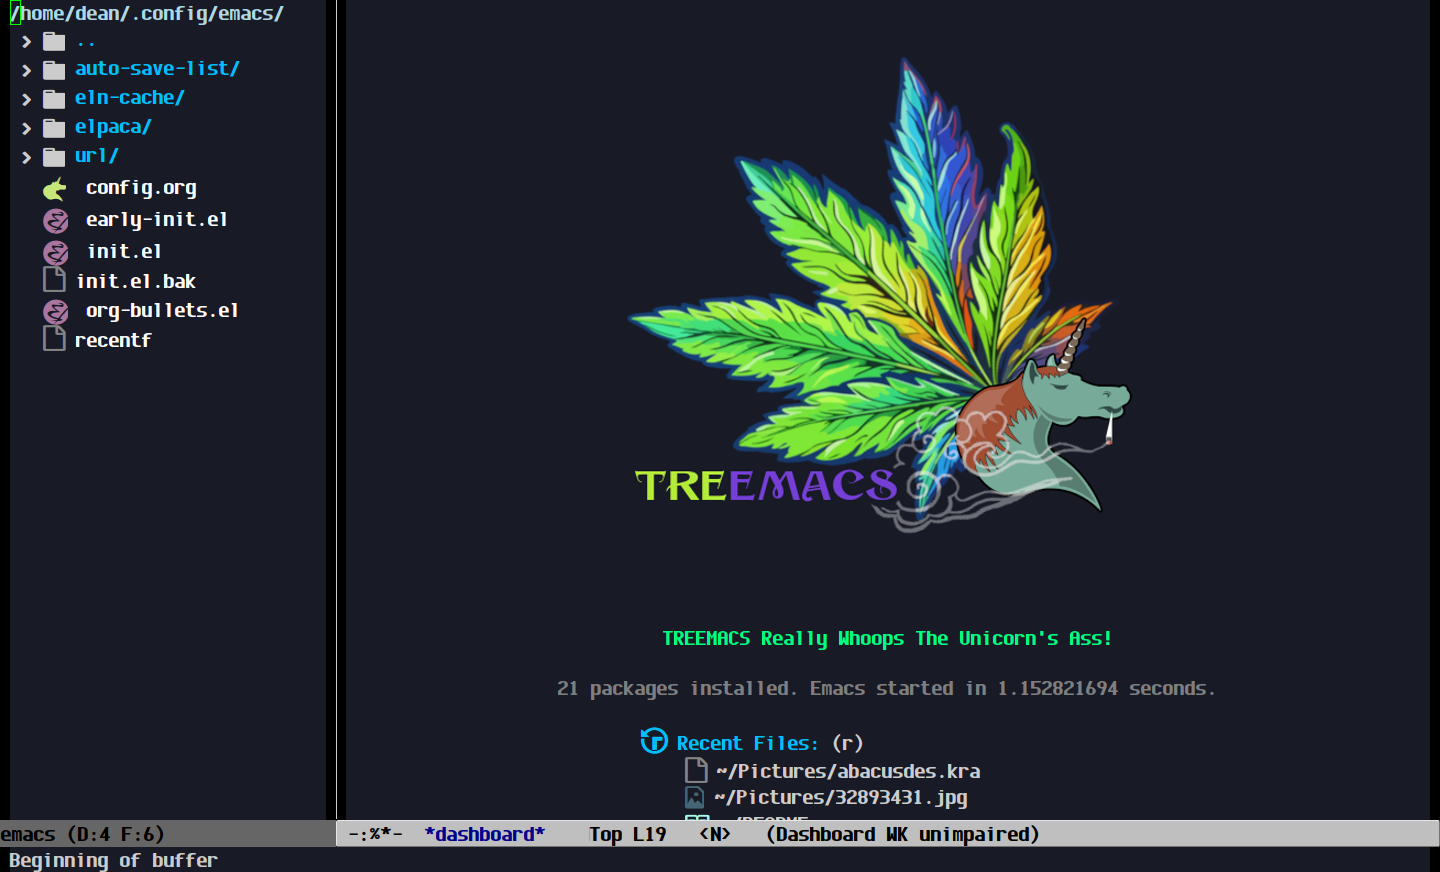 /home/dean/.config/emacs/
..
auto-save-list/
eln-cache/
elpaca/
url/
config.org
early-init.el
init.el
init.el.bak
org-bullets.el
recentf
TREEMACS
TREEMACS Really Whoops The Unicorn's Ass!
21 packages installed. Emacs started in 1.152821694 seconds.
Recent Files: (r)
~/Pictures/abacusdes.kra
~/Pictures/32893431.jpg
emacs (D:4 F:6)
-:%*- *dashboard* Top L19 <N> (Dashboard WK unimpaired)
Beginning of buffer